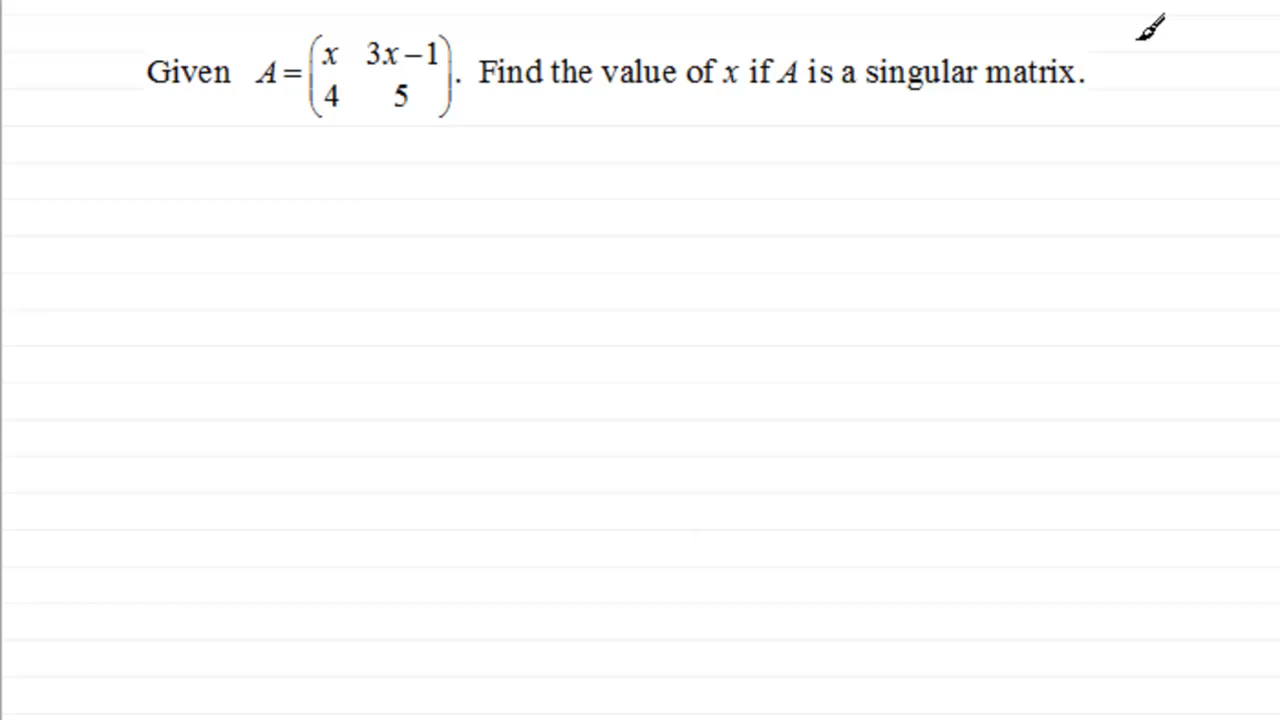 Given A = (x 3x−1
4 5). Find the value of x if A is a singular matrix.